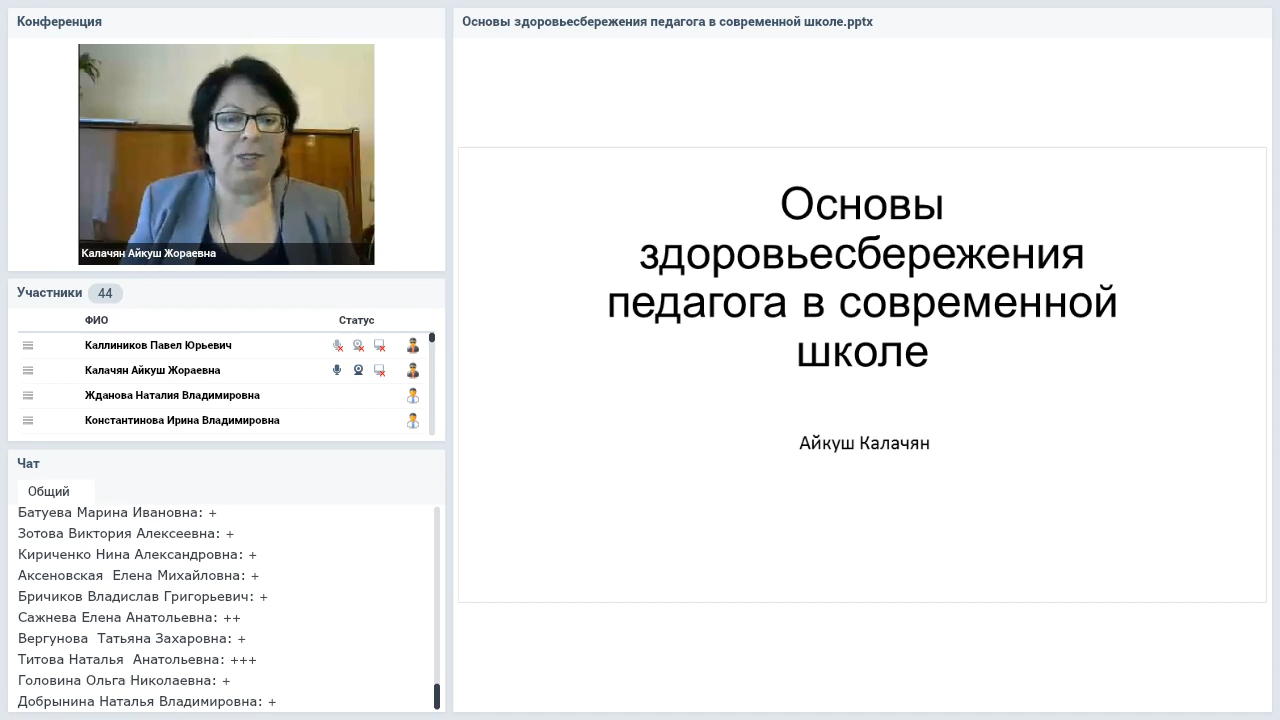 Конференция
Калачян Айкуш Жораевна
Участники 44
ФИО Статус
Каллиников Павел Юрьевич
Калачян Айкуш Жораевна
Жданова Наталия Владимировна
Константинова Ирина Владимировна
Чат
Общий
Батуева Марина Ивановна: +
Зотова Виктория Алексеевна: +
Кириченко Нина Александровна: +
Аксеновская  Елена Михайловна: +
Бричиков Владислав Григорьевич: +
Сажнева Елена Анатольевна: ++
Вергунова  Татьяна Захаровна: +
Титова Наталья  Анатольевна: +++
Головина Ольга Николаевна: +
Добрынина Наталья Владимировна: +
Основы здоровьесбережения педагога в современной школе.pptx
Основы
здоровьесбережения
педагога в современной
школе
Айкуш Калачян